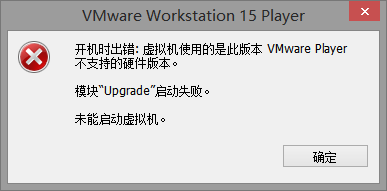 VMware Workstation 15 Player
开机时出错: 虚拟机使用的是此版本 VMware Player
不支持的硬件版本。
模块“Upgrade”启动失败。
未能启动虚拟机。
确定